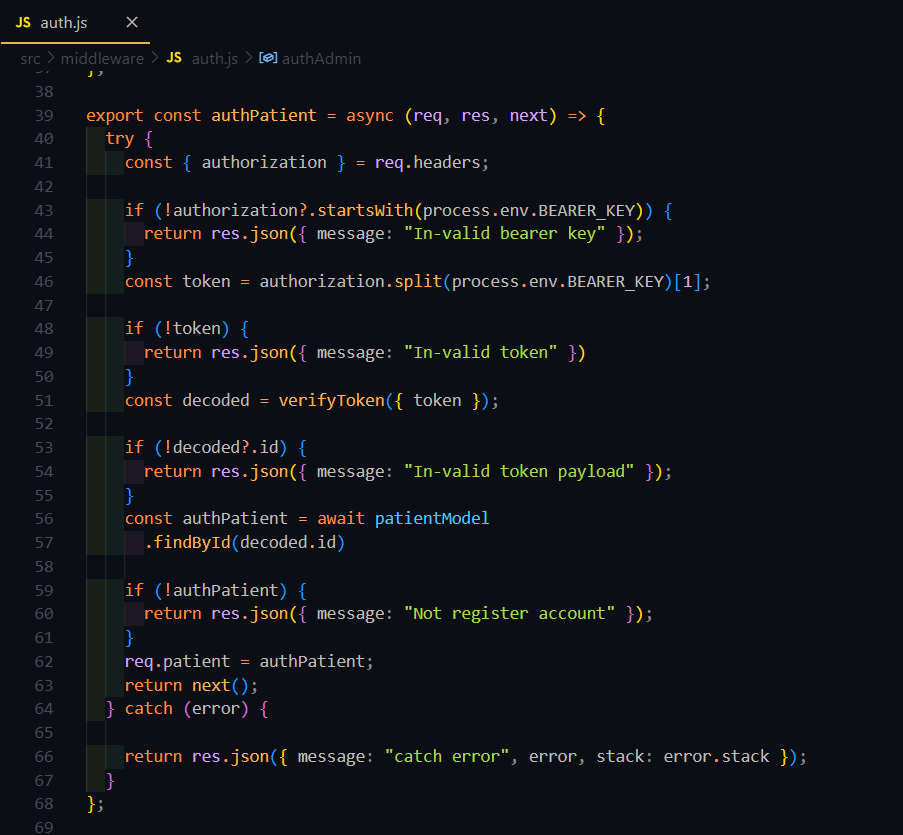 JS auth.js ×
src > middleware > JS auth.js > authAdmin
37 };
38
39 export const authPatient = async (req, res, next) => {
40 try {
41 const { authorization } = req.headers;
42
43 if (!authorization?.startsWith(process.env.BEARER_KEY)) {
44 return res.json({ message: "In-valid bearer key" });
45 }
46 const token = authorization.split(process.env.BEARER_KEY)[1];
47
48 if (!token) {
49 return res.json({ message: "In-valid token" })
50 }
51 const decoded = verifyToken({ token });
52
53 if (!decoded?.id) {
54 return res.json({ message: "In-valid token payload" });
55 }
56 const authPatient = await patientModel
57 .findById(decoded.id)
58
59 if (!authPatient) {
60 return res.json({ message: "Not register account" });
61 }
62 req.patient = authPatient;
63 return next();
64 } catch (error) {
65
66 return res.json({ message: "catch error", error, stack: error.stack });
67 }
68 };
69